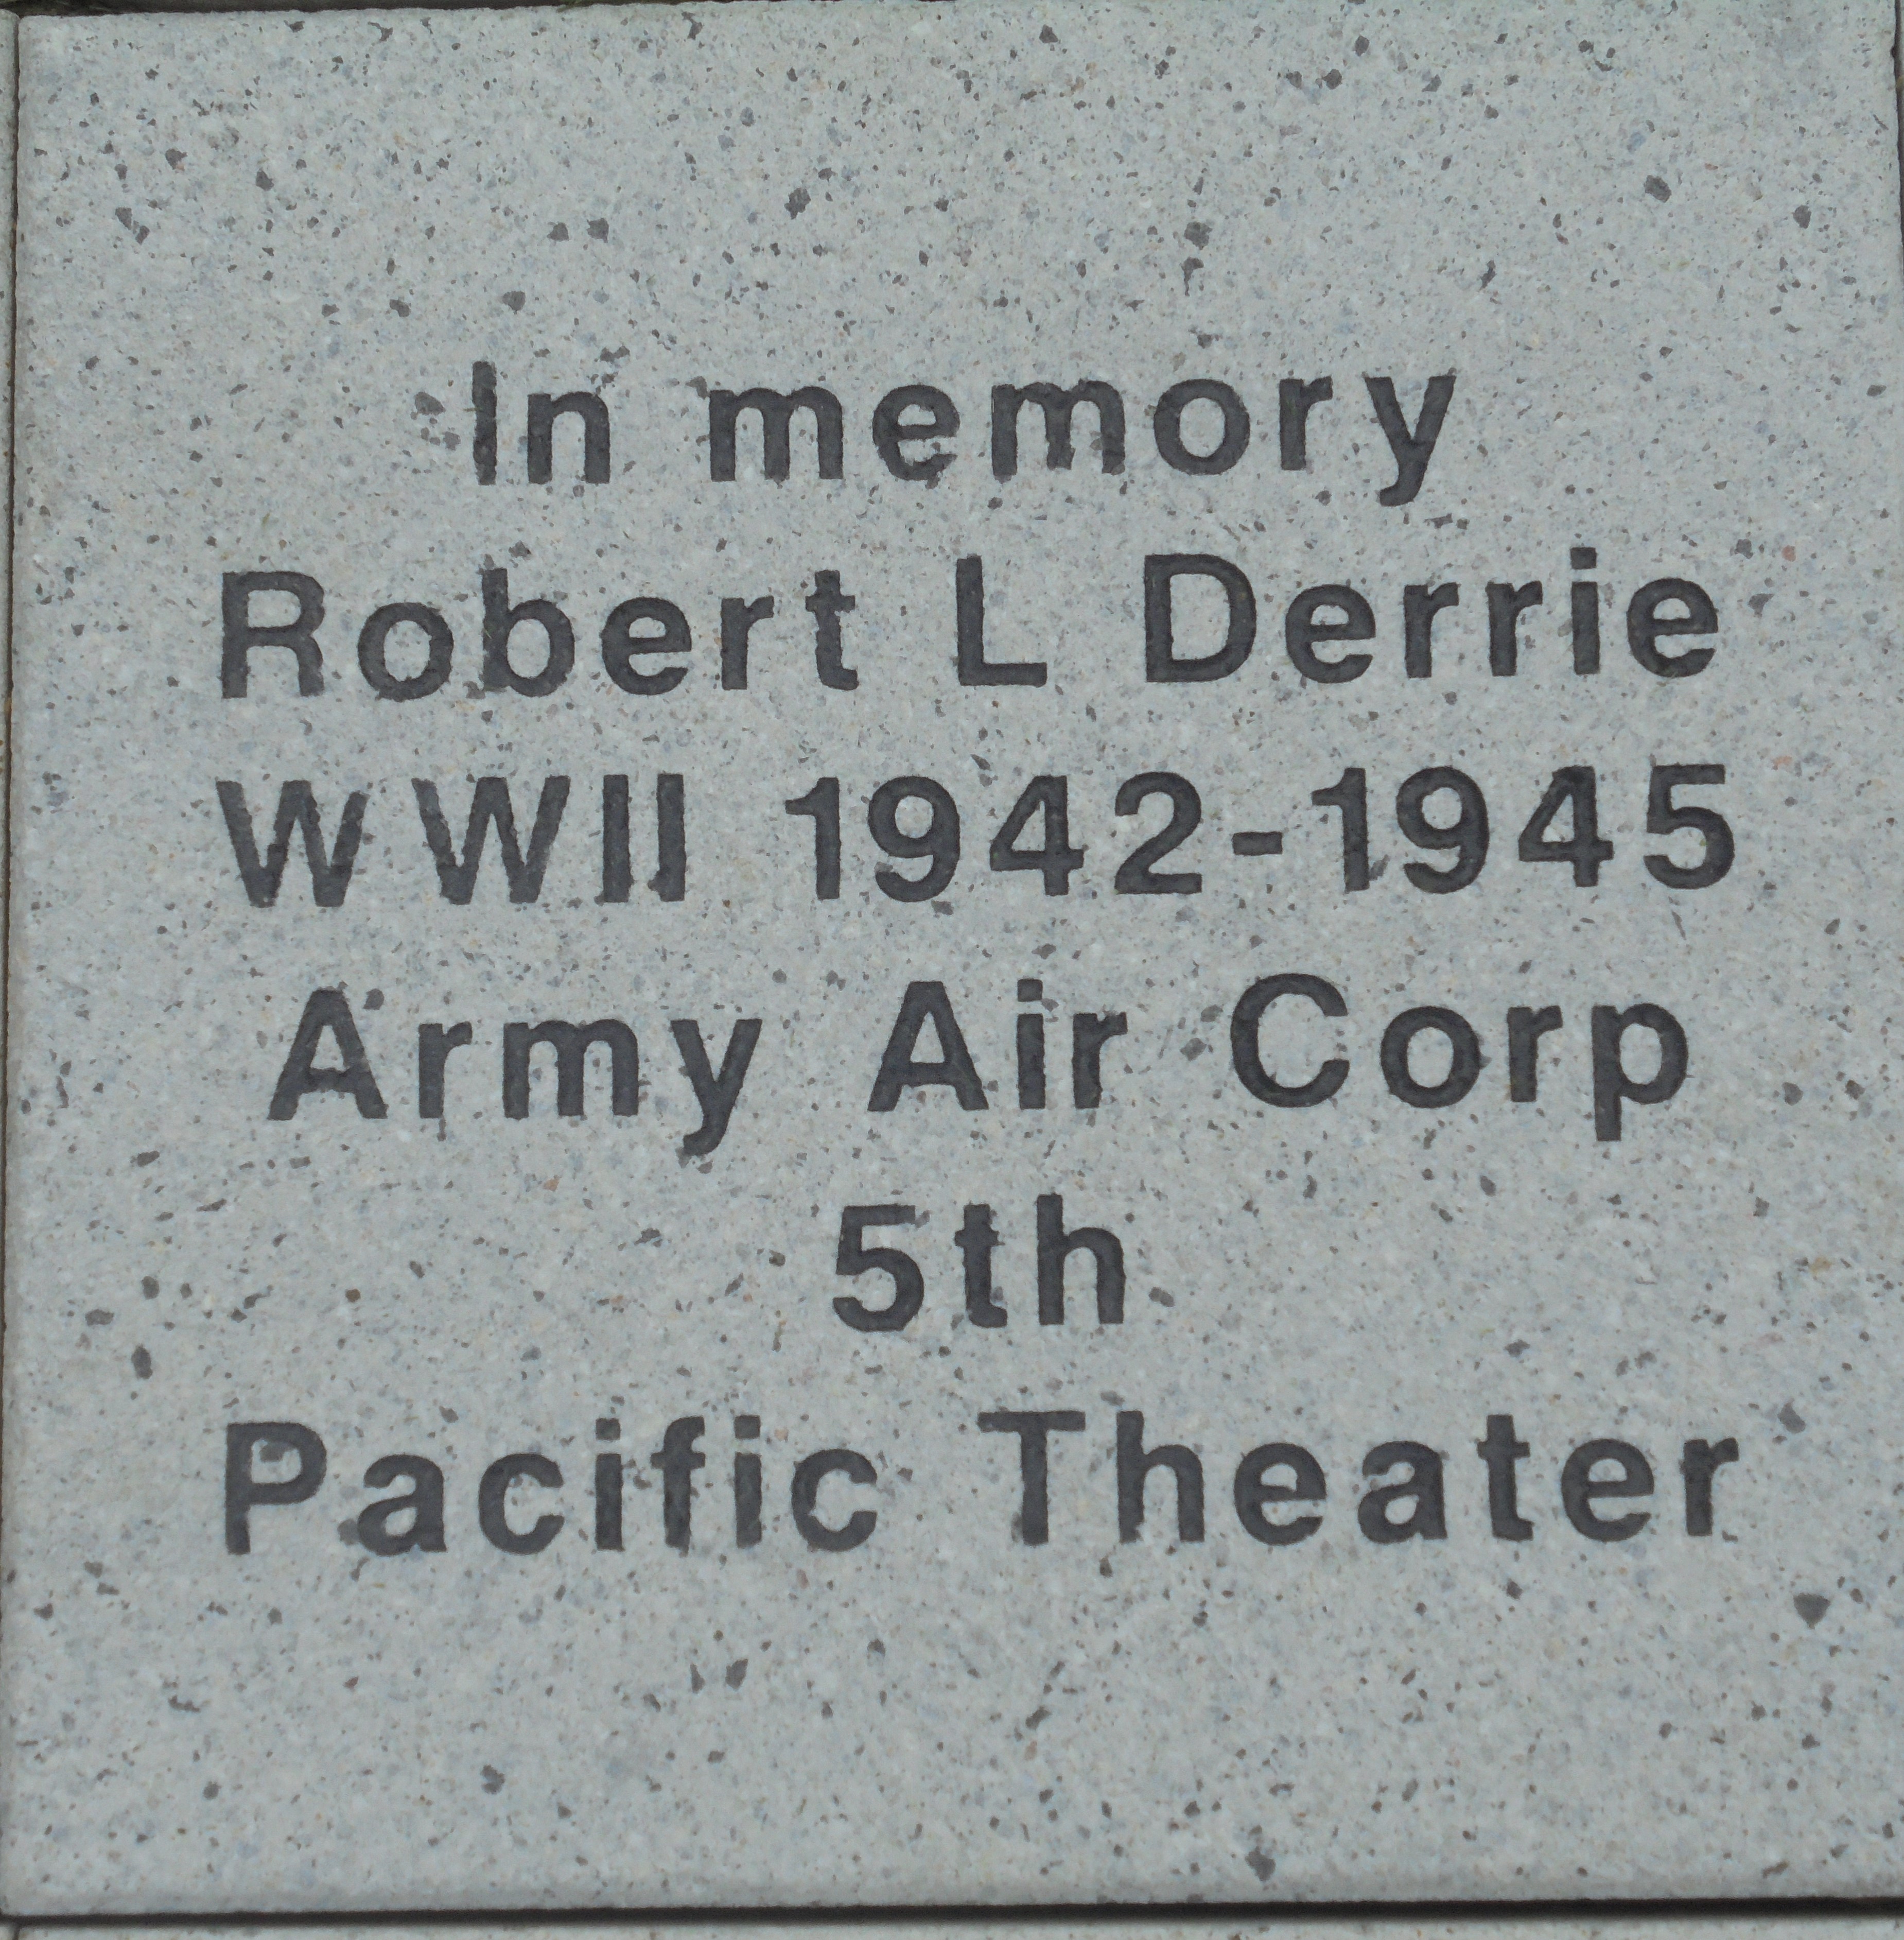 In memory
Robert L Derrie
WWII 1942-1945
Army Air Corp
5th
Pacific Theater